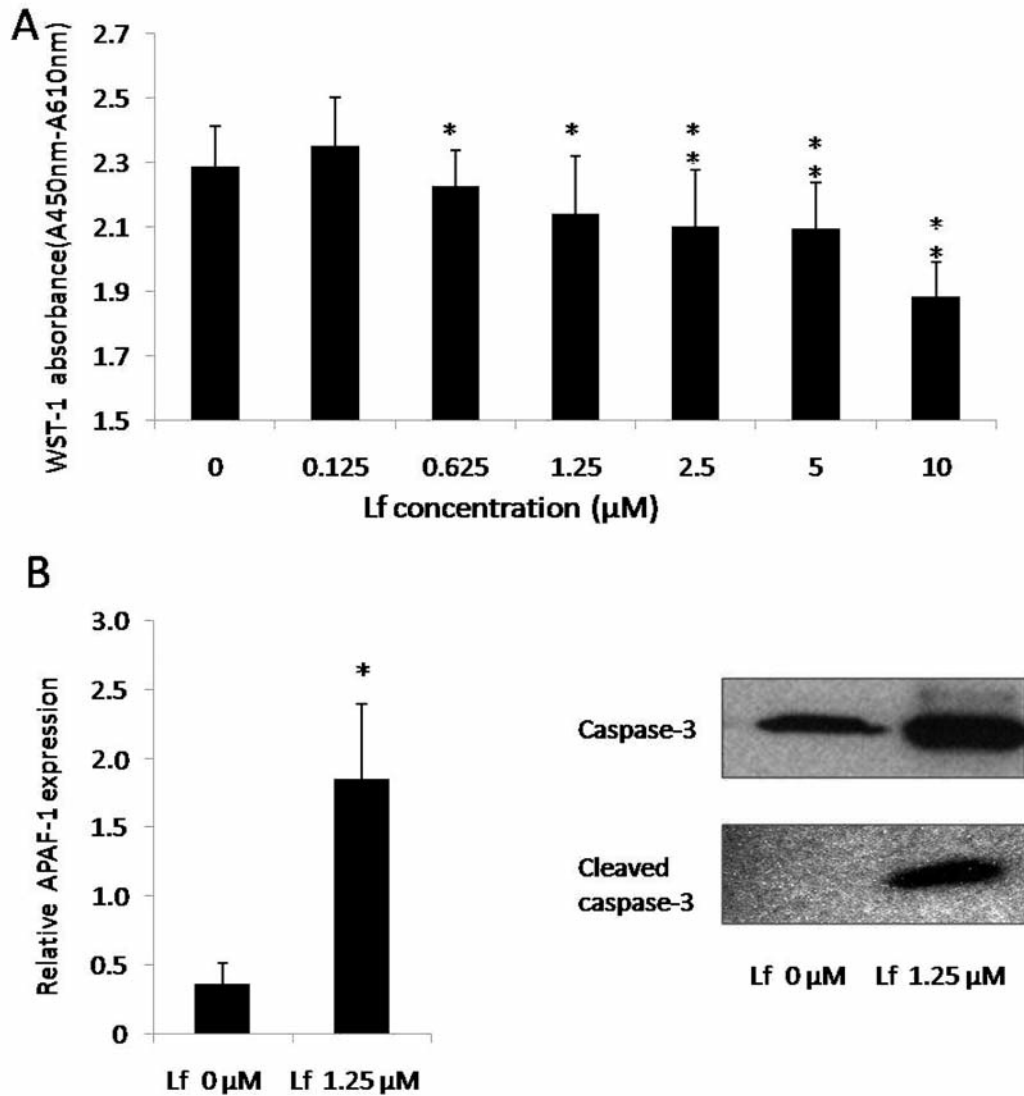 A
WST-1 absorbance(A450nm-A610nm)
2.7
2.5
2.3
2.1
1.9
1.7
1.5
* * * * * * * *
0 0.125 0.625 1.25 2.5 5 10
Lf concentration (µM)
B
Relative APAF-1 expression
3.0
2.5
2.0
1.5
1.0
0.5
0
*
Lf 0 µM Lf 1.25 µM
Caspase-3
Cleaved
caspase-3
Lf 0 µM Lf 1.25 µM